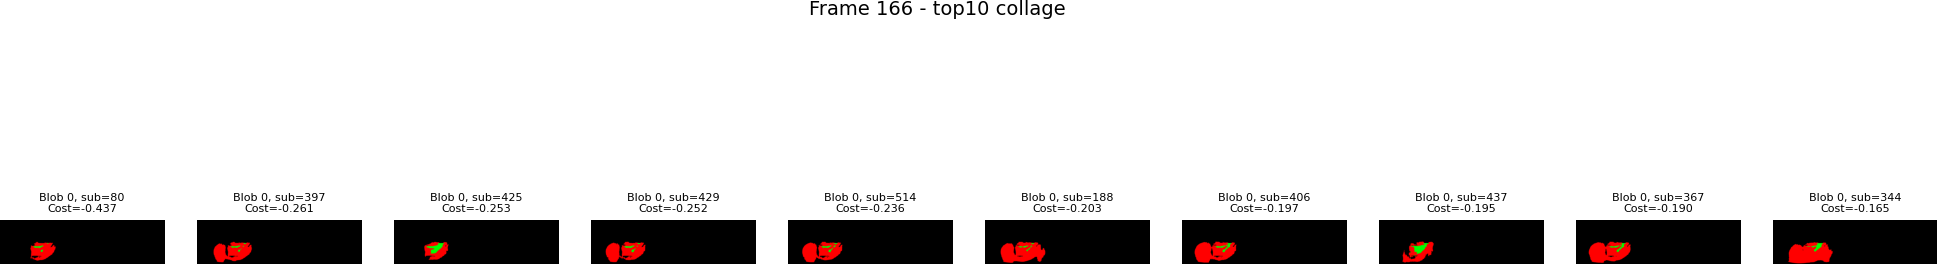 Frame 166 - top10 collage
Blob 0, sub=80
Cost=-0.437
Blob 0, sub=397
Cost=-0.261
Blob 0, sub=425
Cost=-0.253
Blob 0, sub=429
Cost=-0.252
Blob 0, sub=514
Cost=-0.236
Blob 0, sub=188
Cost=-0.203
Blob 0, sub=406
Cost=-0.197
Blob 0, sub=437
Cost=-0.195
Blob 0, sub=367
Cost=-0.190
Blob 0, sub=344
Cost=-0.165